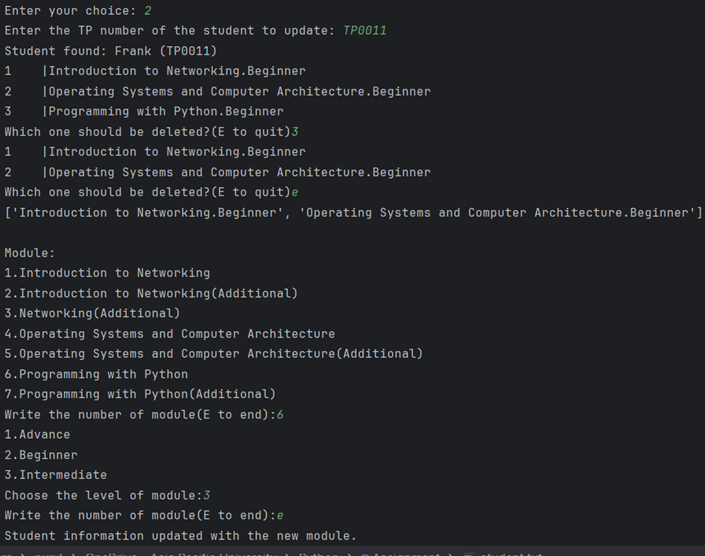 Enter your choice: 2
Enter the TP number of the student to update: TP0011
Student found: Frank (TP0011)
1    |Introduction to Networking.Beginner
2    |Operating Systems and Computer Architecture.Beginner
3    |Programming with Python.Beginner
Which one should be deleted?(E to quit)3
1    |Introduction to Networking.Beginner
2    |Operating Systems and Computer Architecture.Beginner
Which one should be deleted?(E to quit)e
['Introduction to Networking.Beginner', 'Operating Systems and Computer Architecture.Beginner']
Module:
1.Introduction to Networking
2.Introduction to Networking(Additional)
3.Networking(Additional)
4.Operating Systems and Computer Architecture
5.Operating Systems and Computer Architecture(Additional)
6.Programming with Python
7.Programming with Python(Additional)
Write the number of module(E to end):6
1.Advance
2.Beginner
3.Intermediate
Choose the level of module:3
Write the number of module(E to end):e
Student information updated with the new module.